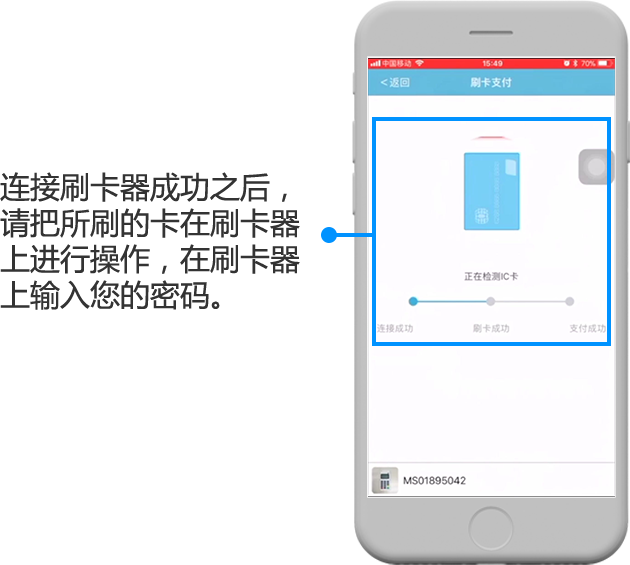 连接刷卡器成功之后，
请把所刷的卡在刷卡器
上进行操作，在刷卡器
上输入您的密码。
中国移动 15:49 70%
<返回 刷卡支付
正在检测IC卡
连接成功 刷卡成功 支付成功
MS01895042